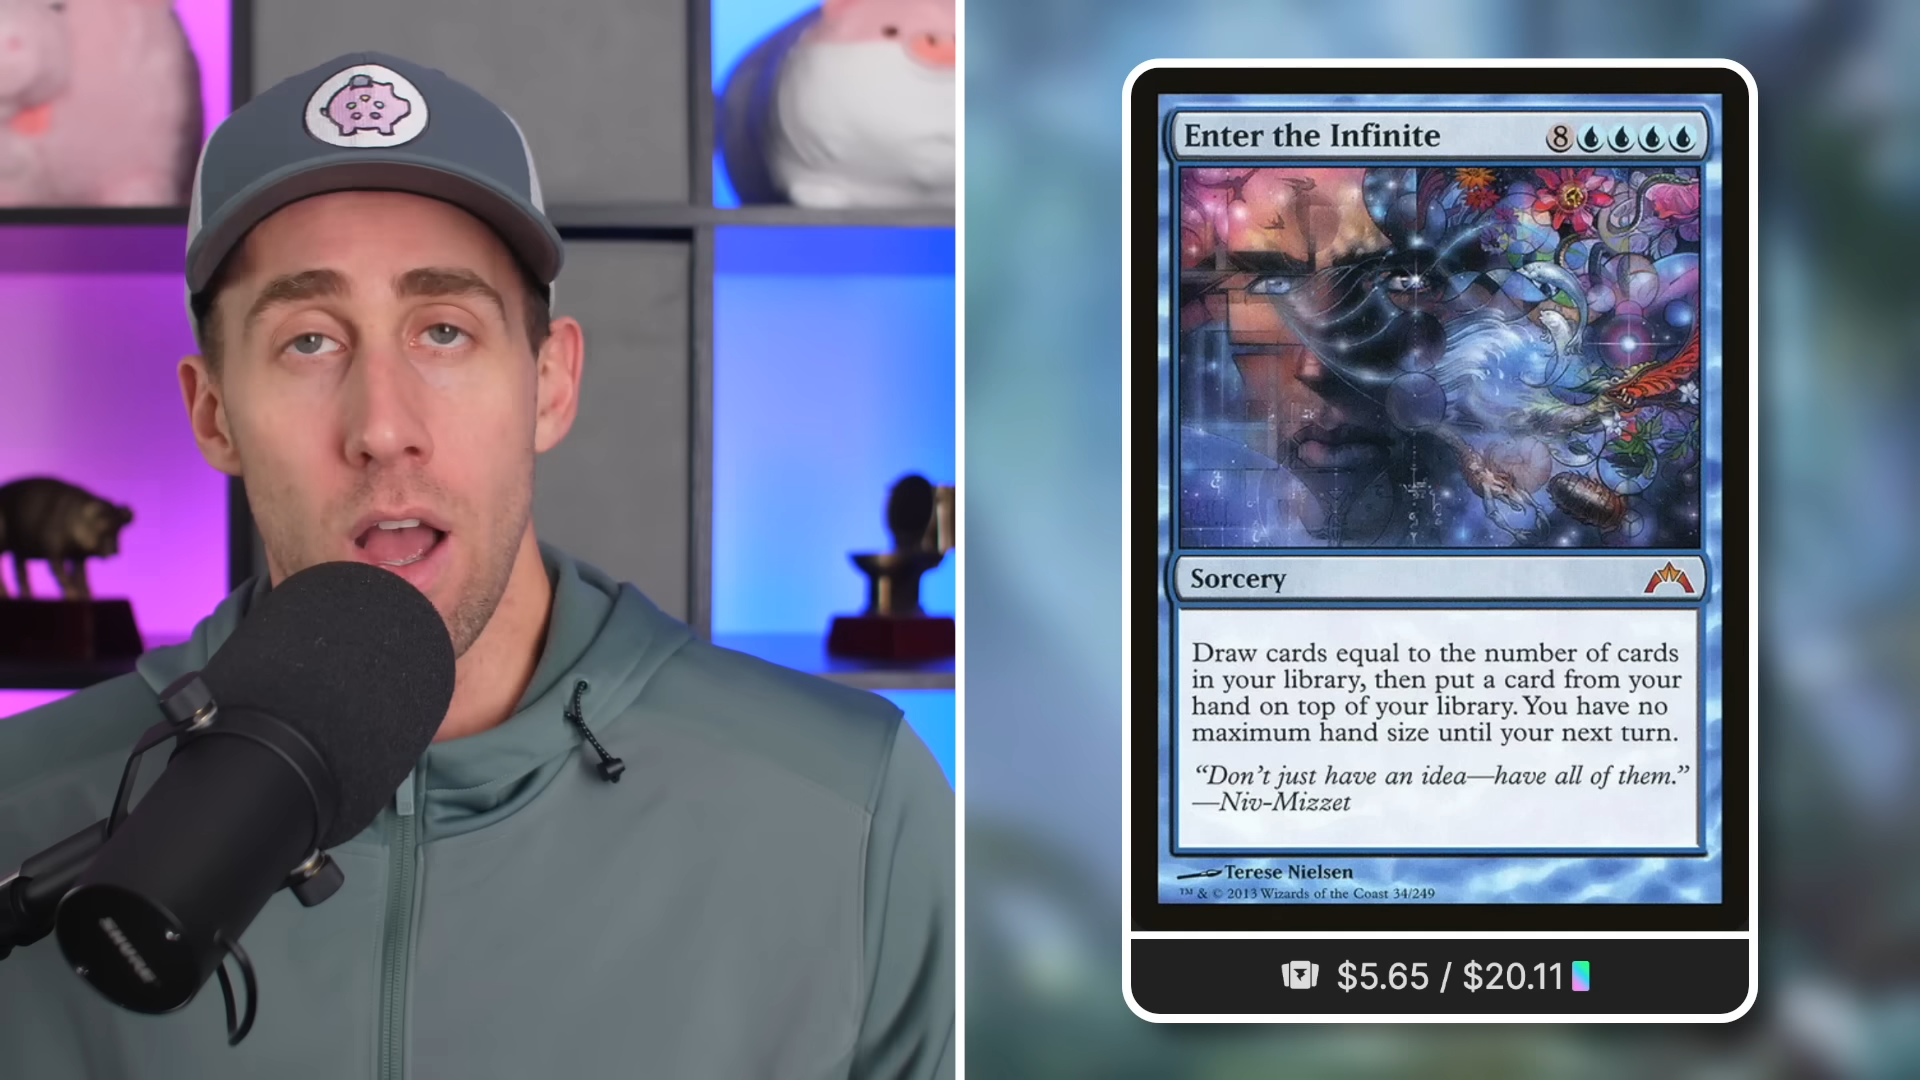 SHURE
Enter the Infinite 8
Sorcery
Draw cards equal to the number of cards
in your library, then put a card from your
hand on top of your library. You have no
maximum hand size until your next turn.
“Don’t just have an idea—have all of them.”
—Niv-Mizzet
Terese Nielsen
™ & © 2013 Wizards of the Coast 34/249
$5.65 / $20.11